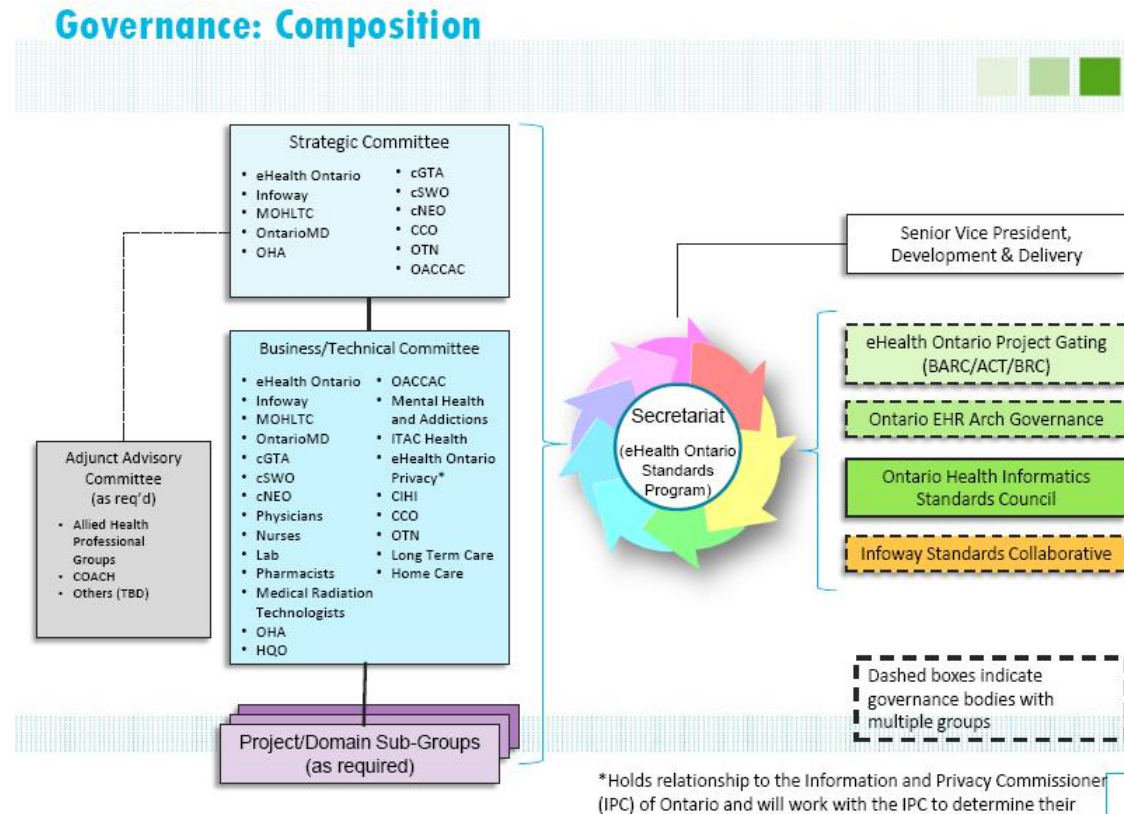 Governance: Composition
Strategic Committee
• eHealth Ontario
• Infoway
• MOHLTC
• OntarioMD
• OHA
• cGTA
• cSWO
• cNEO
• CCO
• OTN
• OACCAC
Business/Technical Committee
• eHealth Ontario
• Infoway
• MOHLTC
• OntarioMD
• cGTA
• cSWO
• cNEO
• Physicians
• Nurses
• Lab
• Pharmacists
• Medical Radiation
Technologists
• OHA
• HQO
• OACCAC
• Mental Health
and Addictions
• ITAC Health
• eHealth Ontario
Privacy*
• CIHI
• CCO
• OTN
• Long Term Care
• Home Care
Adjunct Advisory
Committee
(as req'd)
• Allied Health
Professional
Groups
• COACH
• Others (TBD)
Project/Domain Sub-Groups
(as required)
Secretariat
(eHealth Ontario
Standards
Program)
Senior Vice President,
Development & Delivery
eHealth Ontario Project Gating
(BARC/ACT/BRC)
Ontario EHR Arch Governance
Ontario Health Informatics
Standards Council
Infoway Standards Collaborative
Dashed boxes indicate
governance bodies with
multiple groups
*Holds relationship to the Information and Privacy Commissioner
(IPC) of Ontario and will work with the IPC to determine their